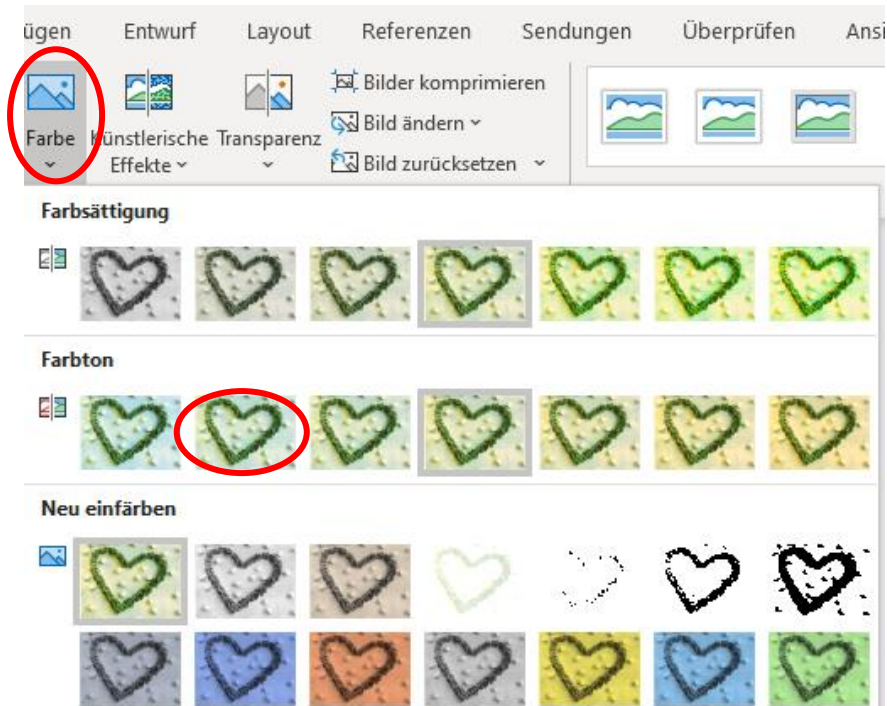 ügen Entwurf Layout Referenzen Sendungen Überprüfen Ansi
Farbe
Künstlerische
Effekte
Transparenz
Bilder komprimieren
Bild ändern
Bild zurücksetzen
Farbsättigung
Farbton
Neu einfärben